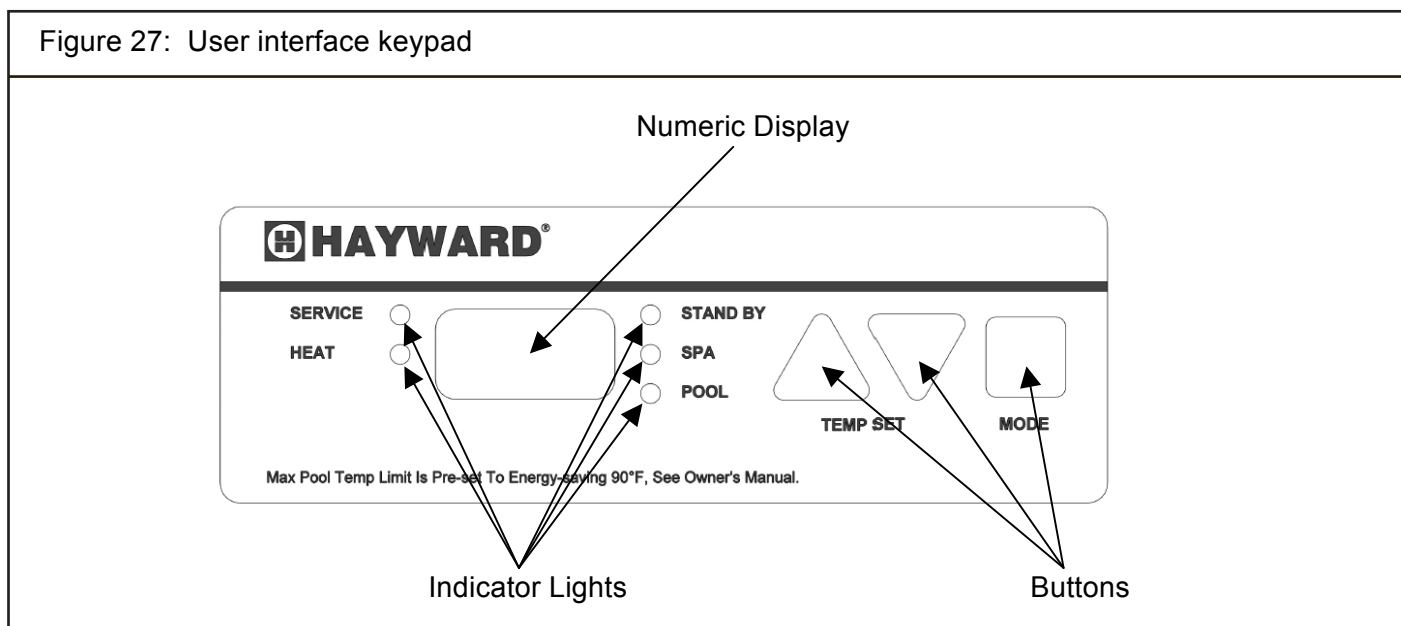 Figure 27:  User interface keypad
Numeric Display
H HAYWARD®
SERVICE
STAND BY
HEAT
SPA
POOL
TEMP SET
MODE
Max Pool Temp Limit Is Pre-set To Energy-saving 90°F, See Owner's Manual.
Indicator Lights
Buttons